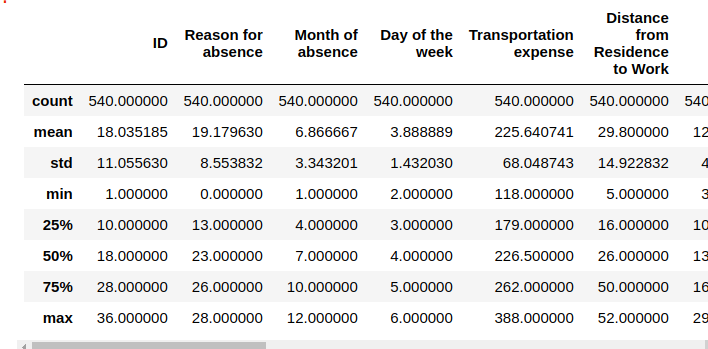 ID Reason for absence Month of absence Day of the week Transportation expense Distance from Residence to Work
count 540.000000 540.000000 540.000000 540.000000 540.000000 540.000000 540
mean 18.035185 19.179630 6.866667 3.888889 225.640741 29.800000 12
std 11.055630 8.553832 3.343201 1.432030 68.048743 14.922832 4
min 1.000000 0.000000 1.000000 2.000000 118.000000 5.000000 3
25% 10.000000 13.000000 4.000000 3.000000 179.000000 16.000000 10
50% 18.000000 23.000000 7.000000 4.000000 226.500000 26.000000 13
75% 28.000000 26.000000 10.000000 5.000000 262.000000 50.000000 16
max 36.000000 28.000000 12.000000 6.000000 388.000000 52.000000 29